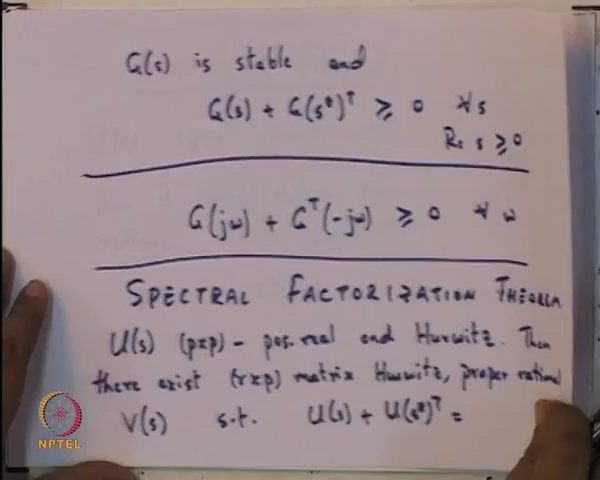 G(s) is stable and
G(s) + G(s*)ᵀ ≥ 0 ∀s
Re s ≥ 0
G(jω) + Gᵀ(-jω) ≥ 0 ∀ ω
SPECTRAL FACTORIZATION THEOREM
U(s) (p×p) - pos. real and Hurwitz. Then
there exist (r×p) matrix Hurwitz, proper rational
V(s) s.t. U(s) + U(s*)ᵀ =
NPTEL